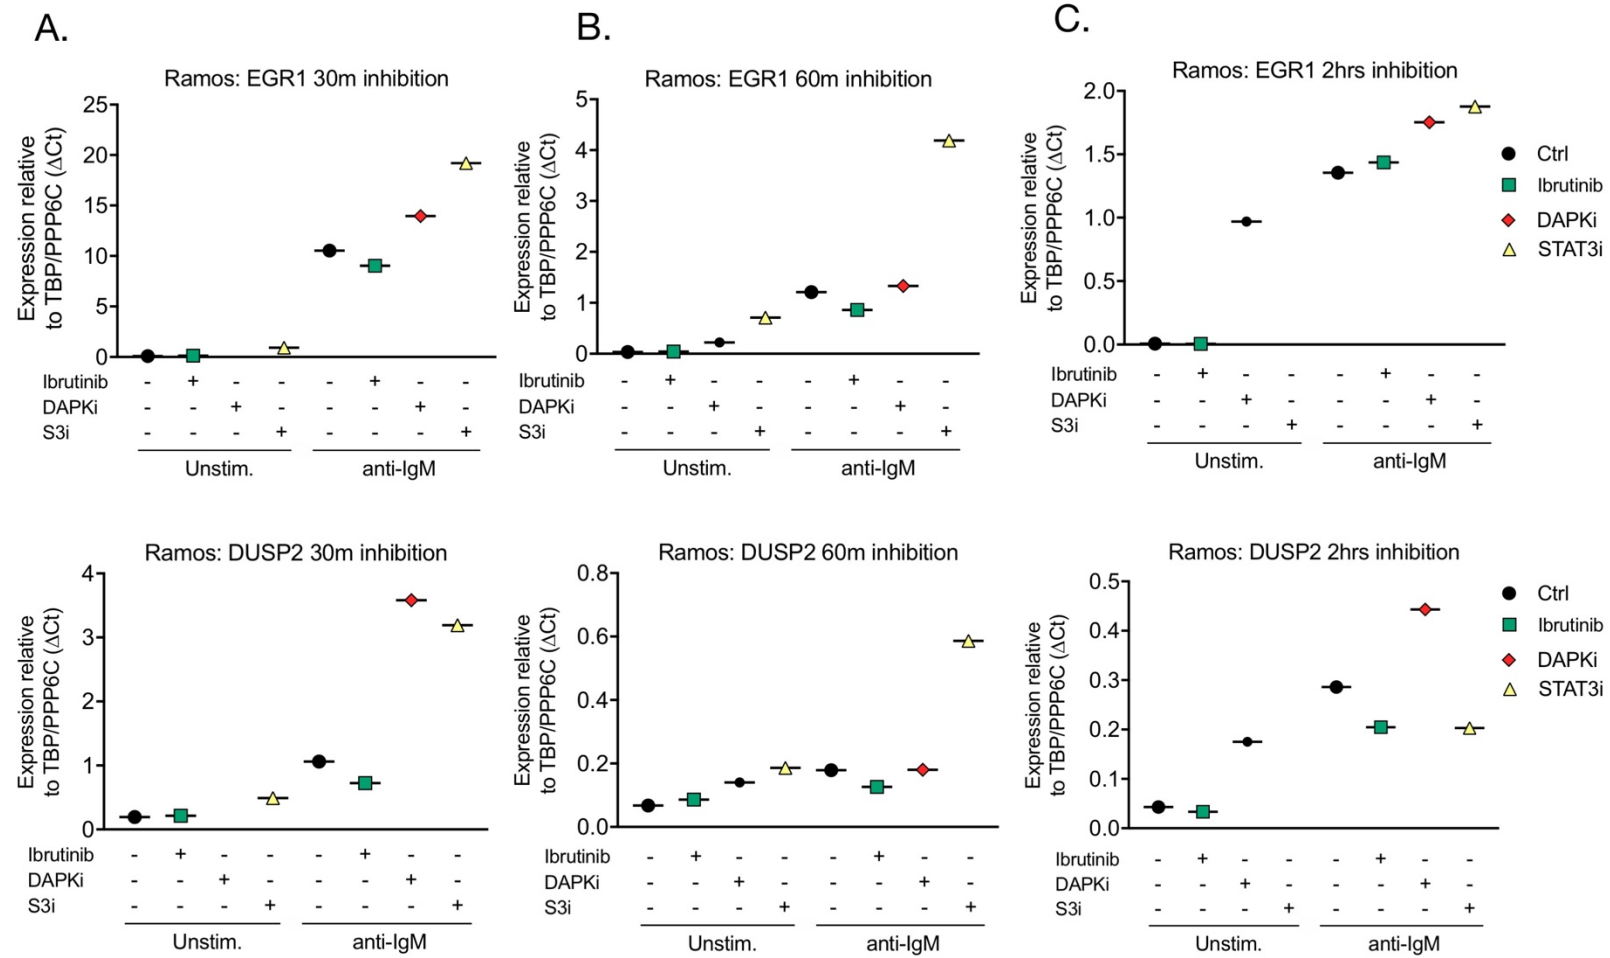 A.
Ramos: EGR1 30m inhibition
Expression relative
to TBP/PPP6C (ΔCt)
25
20
15
10
5
0
Ibrutinib - + - - - + - -
DAPKi - - + - - - + -
S3i - - - + - - - +
Unstim. anti-IgM
B.
Ramos: EGR1 60m inhibition
Expression relative
to TBP/PPP6C (ΔCt)
5
4
3
2
1
0
Ibrutinib - + - - - + - -
DAPKi - - + - - - + -
S3i - - - + - - - +
Unstim. anti-IgM
C.
Ramos: EGR1 2hrs inhibition
Expression relative
to TBP/PPP6C (ΔCt)
2.0
1.5
1.0
0.5
0.0
Ibrutinib - + - - - + - -
DAPKi - - + - - - + -
S3i - - - + - - - +
Unstim. anti-IgM
Ctrl
Ibrutinib
DAPKi
STAT3i
Ramos: DUSP2 30m inhibition
Expression relative
to TBP/PPP6C (ΔCt)
4
3
2
1
0
Ibrutinib - + - - - + - -
DAPKi - - + - - - + -
S3i - - - + - - - +
Unstim. anti-IgM
Ramos: DUSP2 60m inhibition
Expression relative
to TBP/PPP6C (ΔCt)
0.8
0.6
0.4
0.2
0.0
Ibrutinib - + - - - + - -
DAPKi - - + - - - + -
S3i - - - + - - - +
Unstim. anti-IgM
Ramos: DUSP2 2hrs inhibition
Expression relative
to TBP/PPP6C (ΔCt)
0.5
0.4
0.3
0.2
0.1
0.0
Ibrutinib - + - - - + - -
DAPKi - - + - - - + -
S3i - - - + - - - +
Unstim. anti-IgM
Ctrl
Ibrutinib
DAPKi
STAT3i